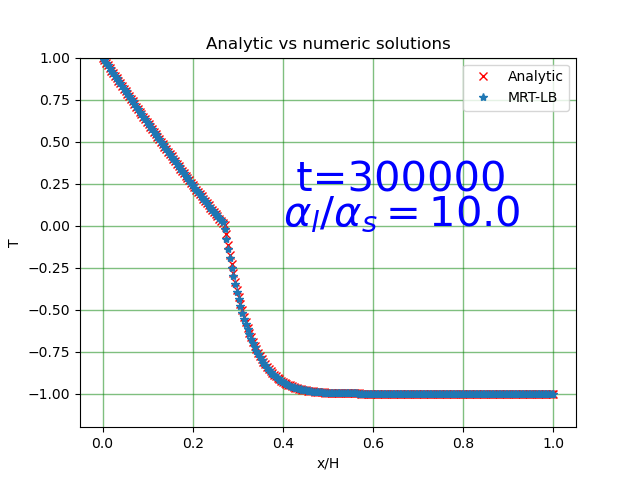 Analytic vs numeric solutions
1.00
0.75
0.50
0.25
0.00
−0.25
−0.50
−0.75
−1.00
T
Analytic
MRT-LB
t=300000
αl/αs = 10.0
0.0
0.2
0.4
0.6
0.8
1.0
x/H